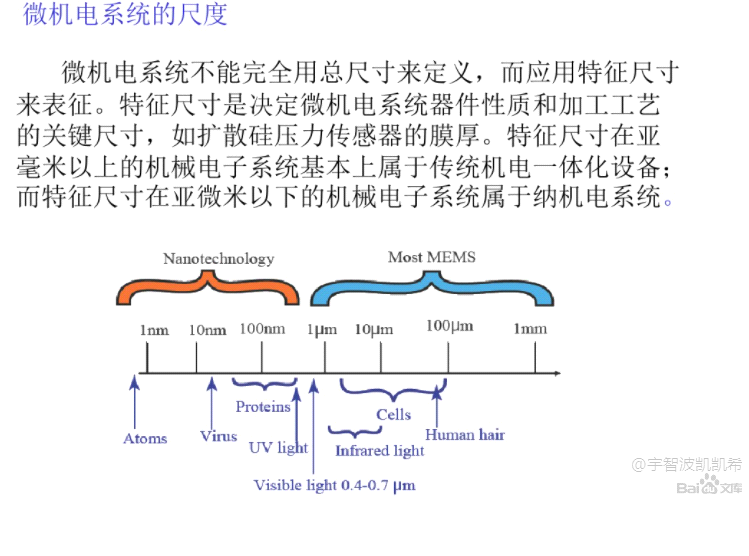 微机电系统的尺度
微机电系统不能完全用总尺寸来定义，而应用特征尺寸
来表征。特征尺寸是决定微机电系统器件性质和加工工艺
的关键尺寸，如扩散硅压力传感器的膜厚。特征尺寸在亚
毫米以上的机械电子系统基本上属于传统机电一体化设备；
而特征尺寸在亚微米以下的机械电子系统属于纳机电系统。
Nanotechnology Most MEMS
1nm 10nm 100nm 1μm 10μm 100μm 1mm
Proteins
Cells
Atoms Virus Human hair
UV light Infrared light
Visible light 0.4-0.7 μm
@宇智波凯凯希
Bai 文库